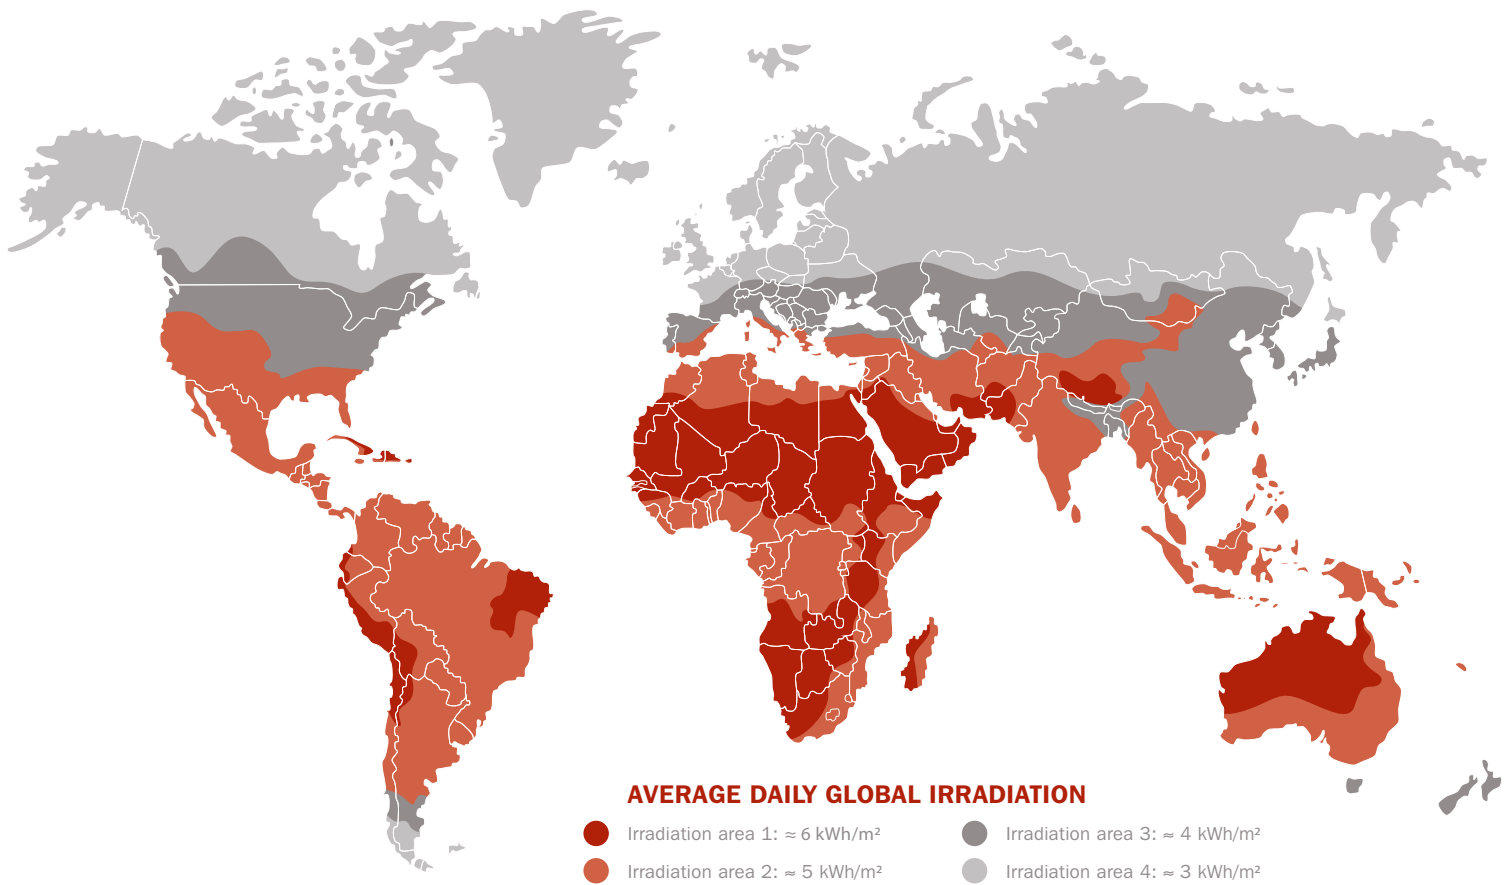 AVERAGE DAILY GLOBAL IRRADIATION
Irradiation area 1: ≈ 6 kWh/m²
Irradiation area 2: ≈ 5 kWh/m²
Irradiation area 3: ≈ 4 kWh/m²
Irradiation area 4: ≈ 3 kWh/m²